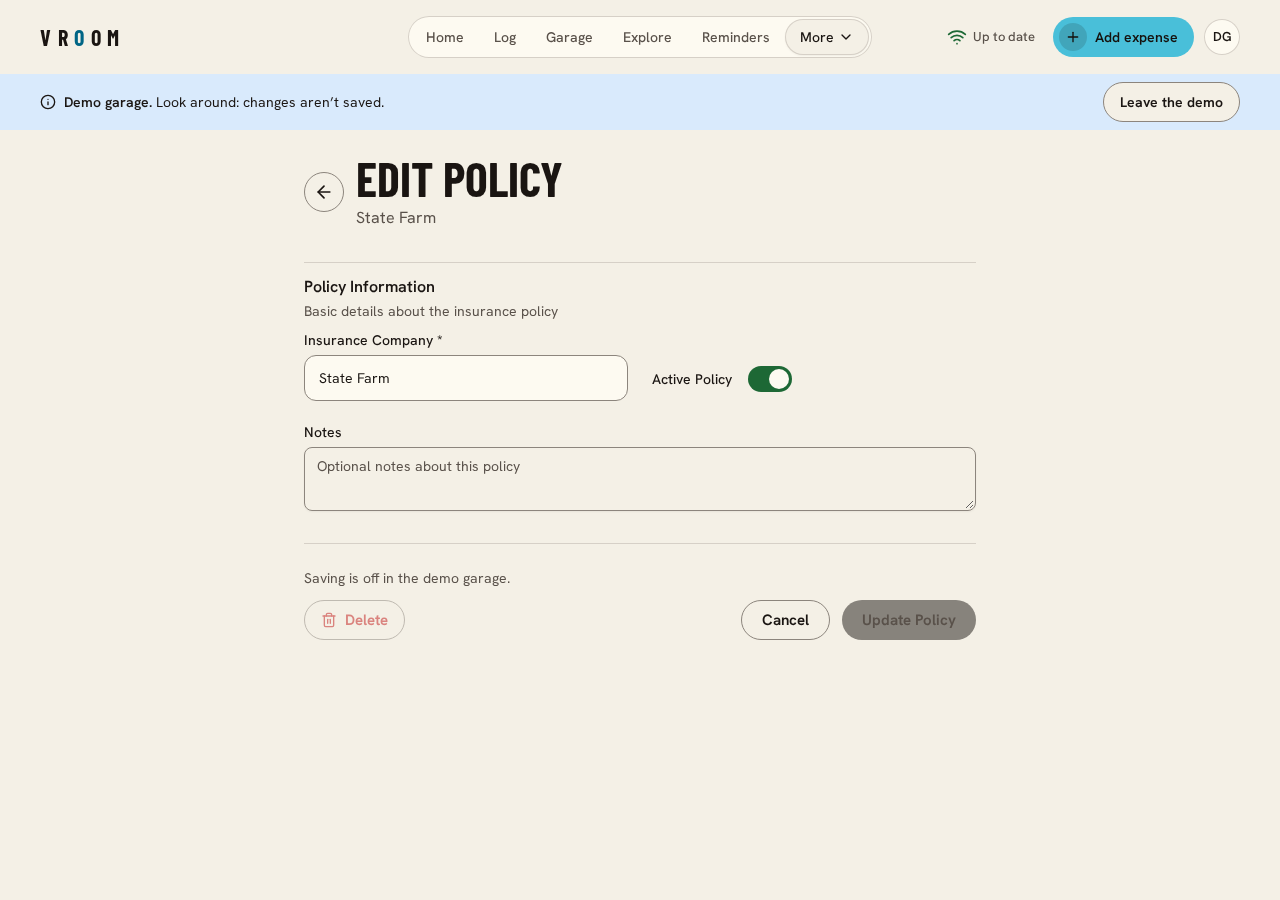 VROOM
Home Log Garage Explore Reminders More
Up to date
Add expense
DG
Demo garage. Look around: changes aren’t saved.
Leave the demo
EDIT POLICY
State Farm
Policy Information
Basic details about the insurance policy
Insurance Company *
State Farm
Active Policy
Notes
Optional notes about this policy
Saving is off in the demo garage.
Delete
Cancel
Update Policy